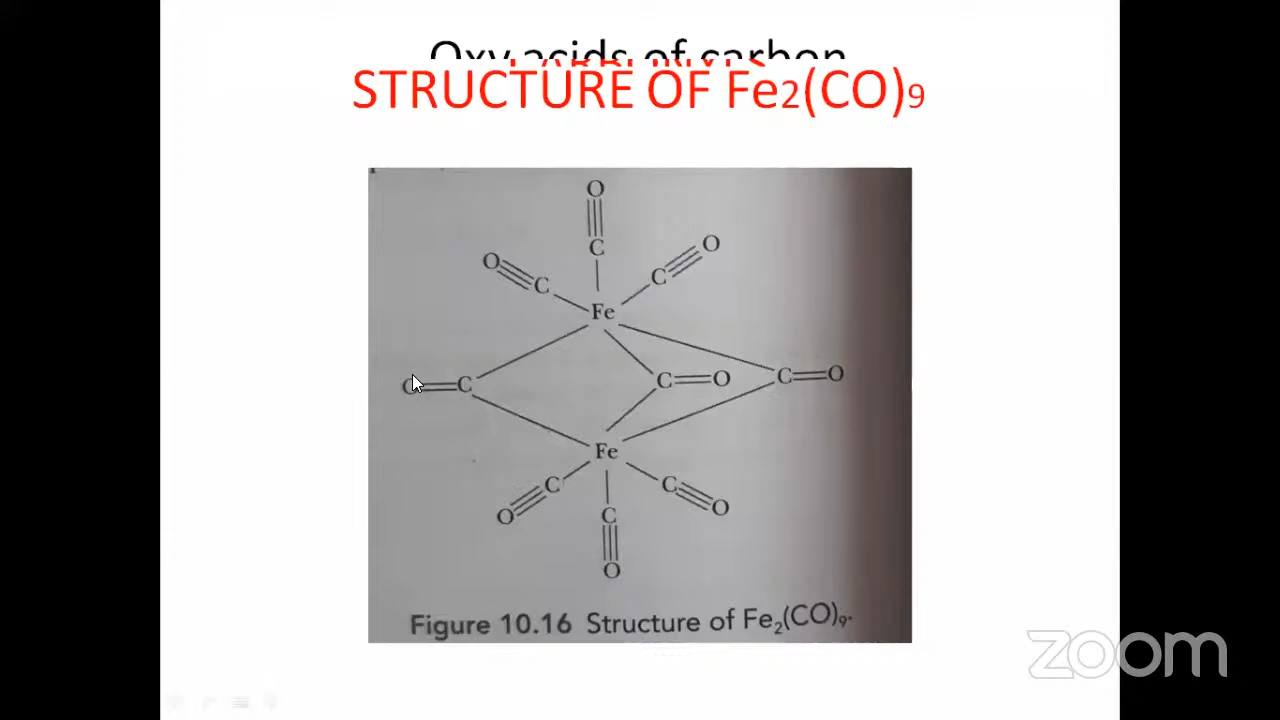 Oxy acids of carbon
STRUCTURE OF Fe2(CO)9
O
C
O
C
C
O
Fe
C
C
O
C
O
Fe
C
O
C
O
C
O
Figure 10.16 Structure of Fe₂(CO)₉.
zoom